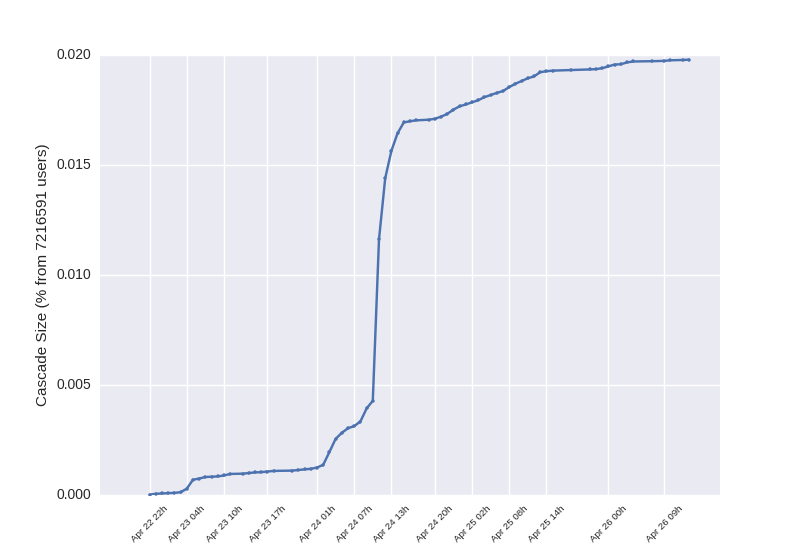 0.020
0.015
0.010
0.005
0.000
Cascade Size (% from 7216591 users)
Apr 22 22h
Apr 23 04h
Apr 23 10h
Apr 23 17h
Apr 24 01h
Apr 24 07h
Apr 24 13h
Apr 24 20h
Apr 25 02h
Apr 25 08h
Apr 25 14h
Apr 26 00h
Apr 26 09h